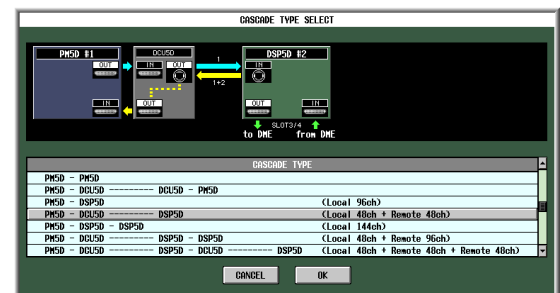 CASCADE TYPE SELECT
PM5D #1
DCU5D
DSP5D #2
OUT
IN
OUT
1
IN
1+2
IN
OUT
OUT
IN
SLOT3/4
to DME
from DME
CASCADE TYPE
PM5D - PM5D
PM5D - DCU5D --------- DCU5D - PM5D
PM5D - DSP5D (Local 96ch)
PM5D - DCU5D --------- DSP5D (Local 48ch + Remote 48ch)
PM5D - DSP5D - DSP5D (Local 144ch)
PM5D - DCU5D --------- DSP5D - DSP5D (Local 48ch + Remote 96ch)
PM5D - DCU5D --------- DSP5D - DCU5D --------- DSP5D (Local 48ch + Remote 48ch + Remote 48ch)
CANCEL
OK